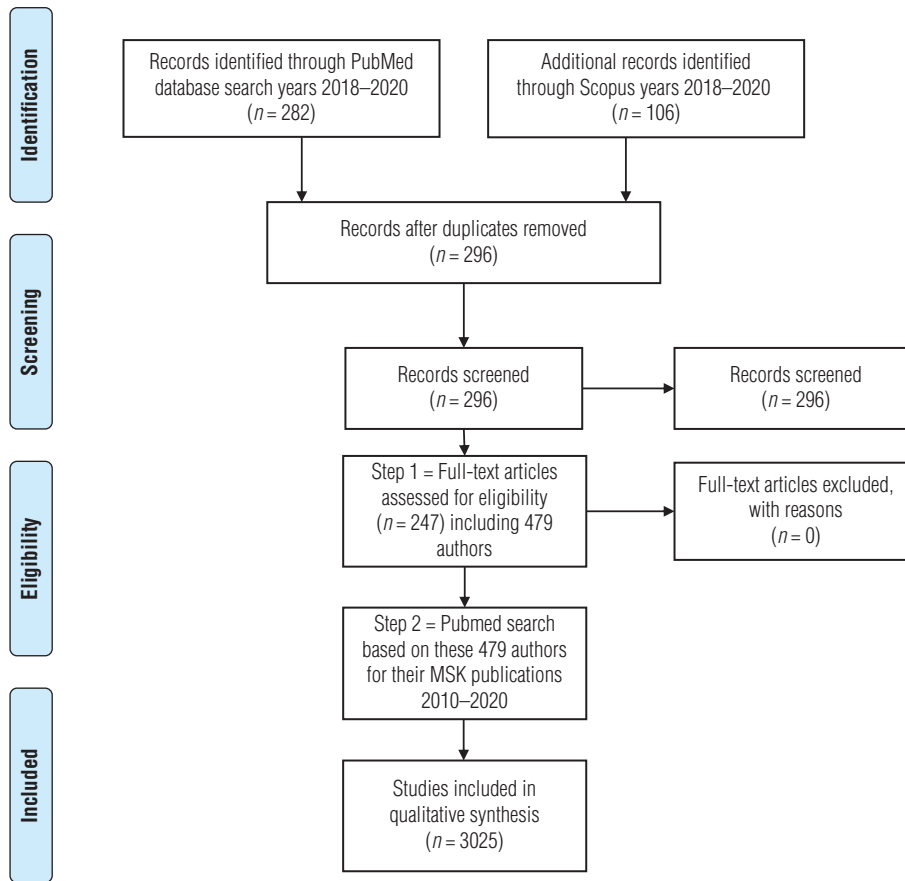 Identification
Records identified through PubMed
database search years 2018–2020
(n = 282)
Additional records identified
through Scopus years 2018–2020
(n = 106)
Records after duplicates removed
(n = 296)
Screening
Records screened
(n = 296)
Records screened
(n = 296)
Eligibility
Step 1 = Full-text articles
assessed for eligibility
(n = 247) including 479
authors
Full-text articles excluded,
with reasons
(n = 0)
Step 2 = Pubmed search
based on these 479 authors
for their MSK publications
2010–2020
Included
Studies included in
qualitative synthesis
(n = 3025